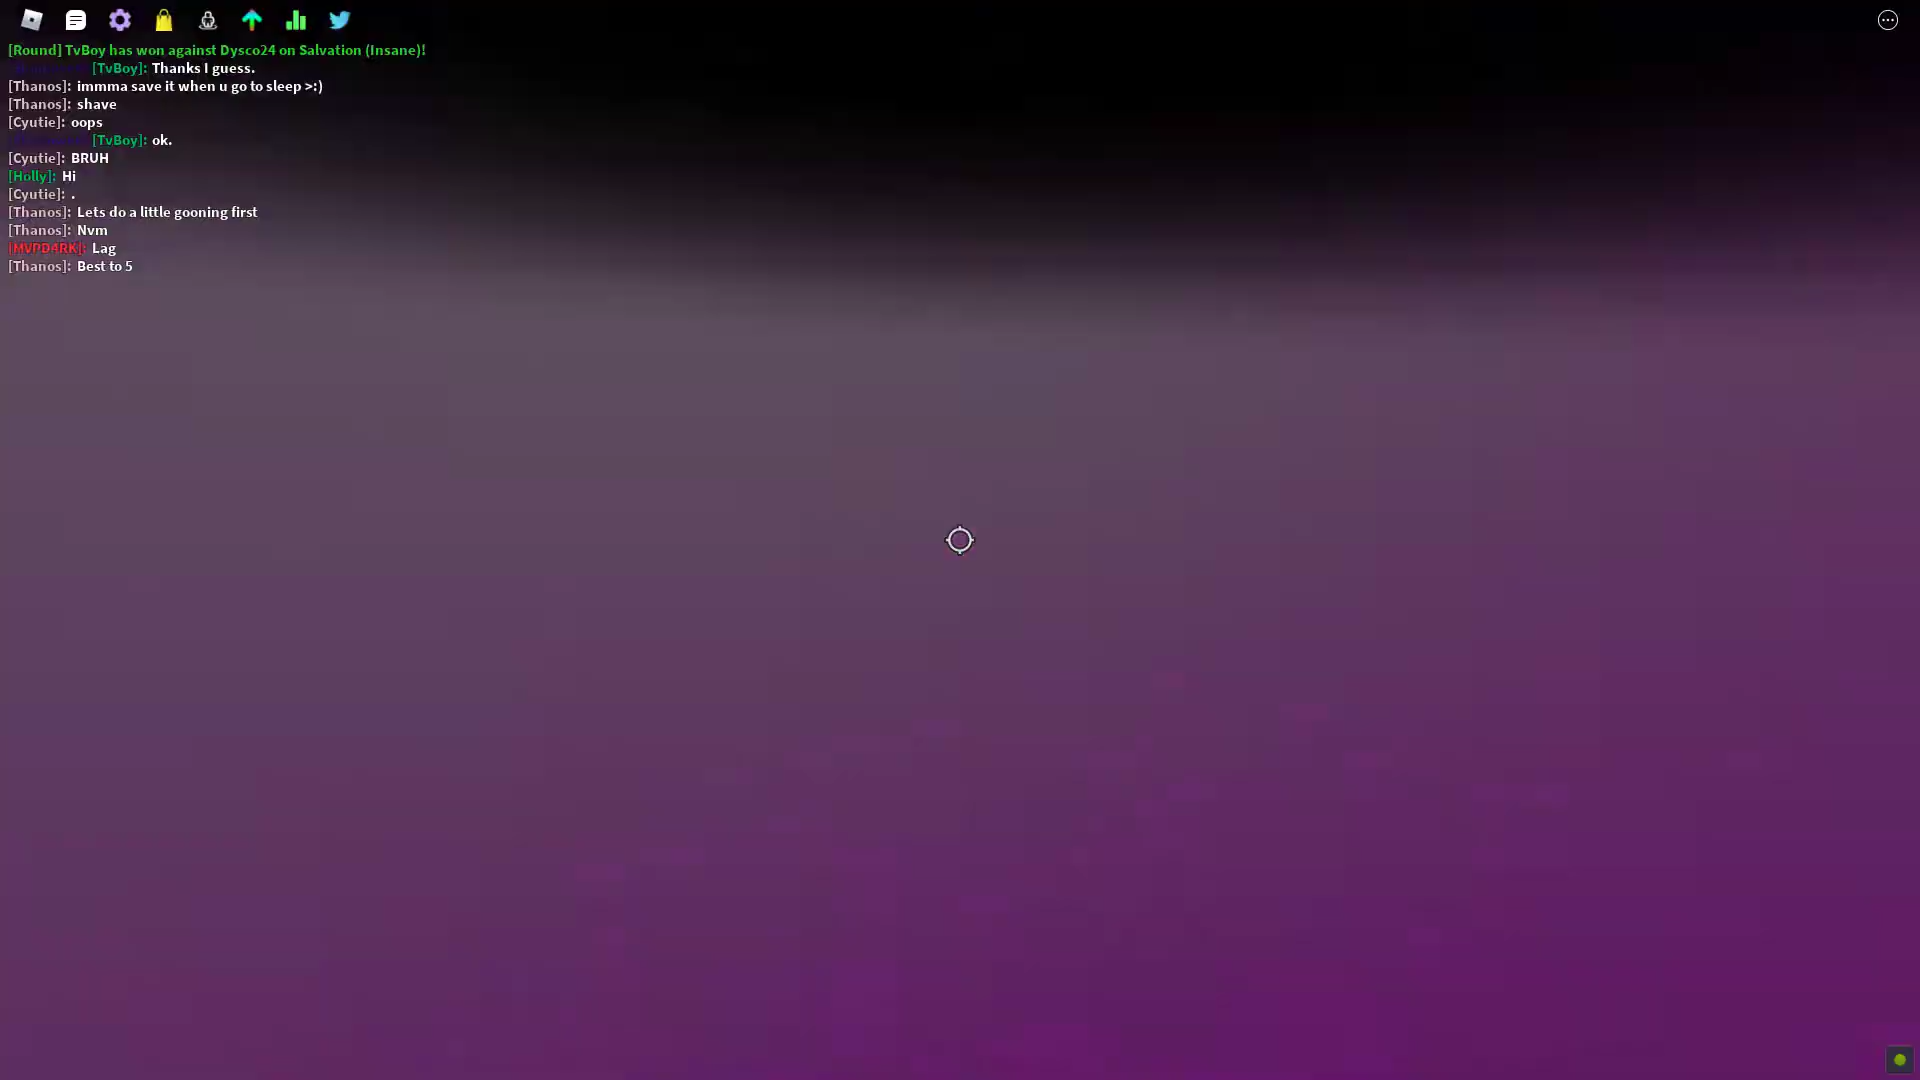 [Round] TvBoy has won against Dysco24 on Salvation (Insane)!
[TvBoy]: Thanks I guess.
[Thanos]: immma save it when u go to sleep >:)
[Thanos]: shave
[Cyutie]: oops
[TvBoy]: ok.
[Cyutie]: BRUH
[Holly]: Hi
[Cyutie]: .
[Thanos]: Lets do a little gooning first
[Thanos]: Nvm
[MVPD4RK]: Lag
[Thanos]: Best to 5